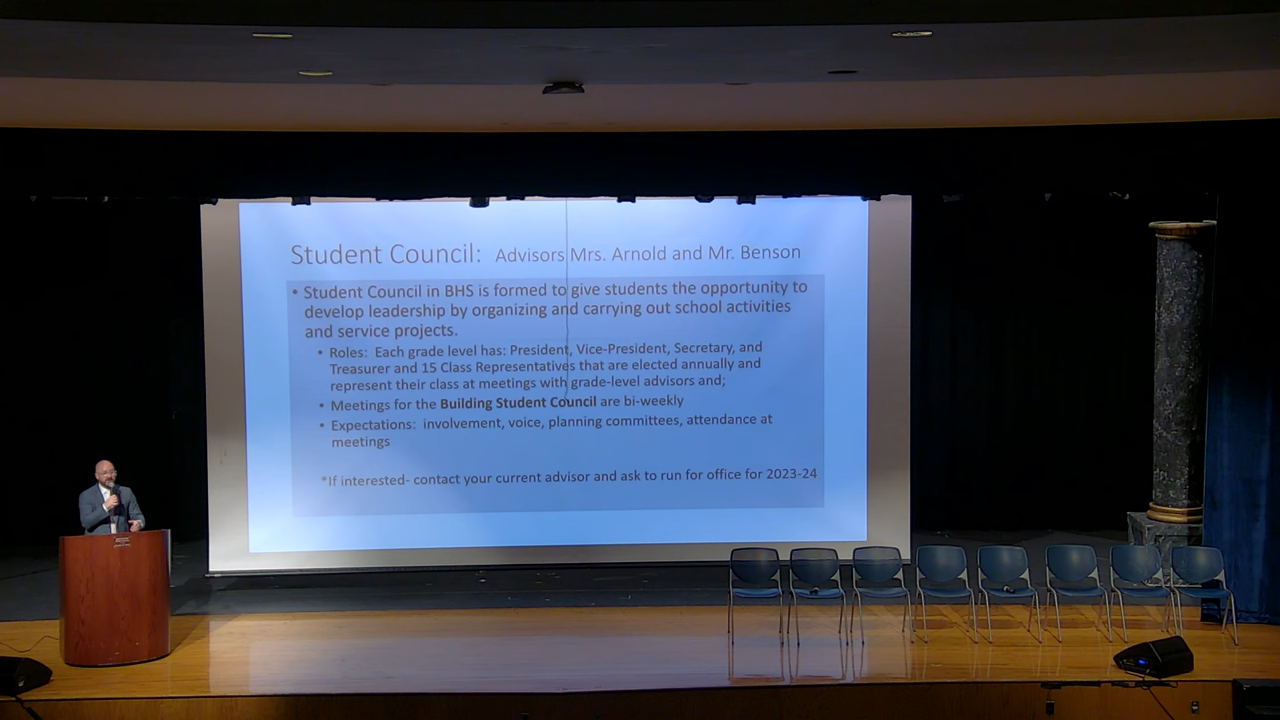 Student Council: Advisors Mrs. Arnold and Mr. Benson
• Student Council in BHS is formed to give students the opportunity to
develop leadership by organizing and carrying out school activities
and service projects.
• Roles: Each grade level has: President, Vice-President, Secretary, and
Treasurer and 15 Class Representatives that are elected annually and
represent their class at meetings with grade-level advisors and;
• Meetings for the Building Student Council are bi-weekly
• Expectations: involvement, voice, planning committees, attendance at
meetings
*If interested- contact your current advisor and ask to run for office for 2023-24